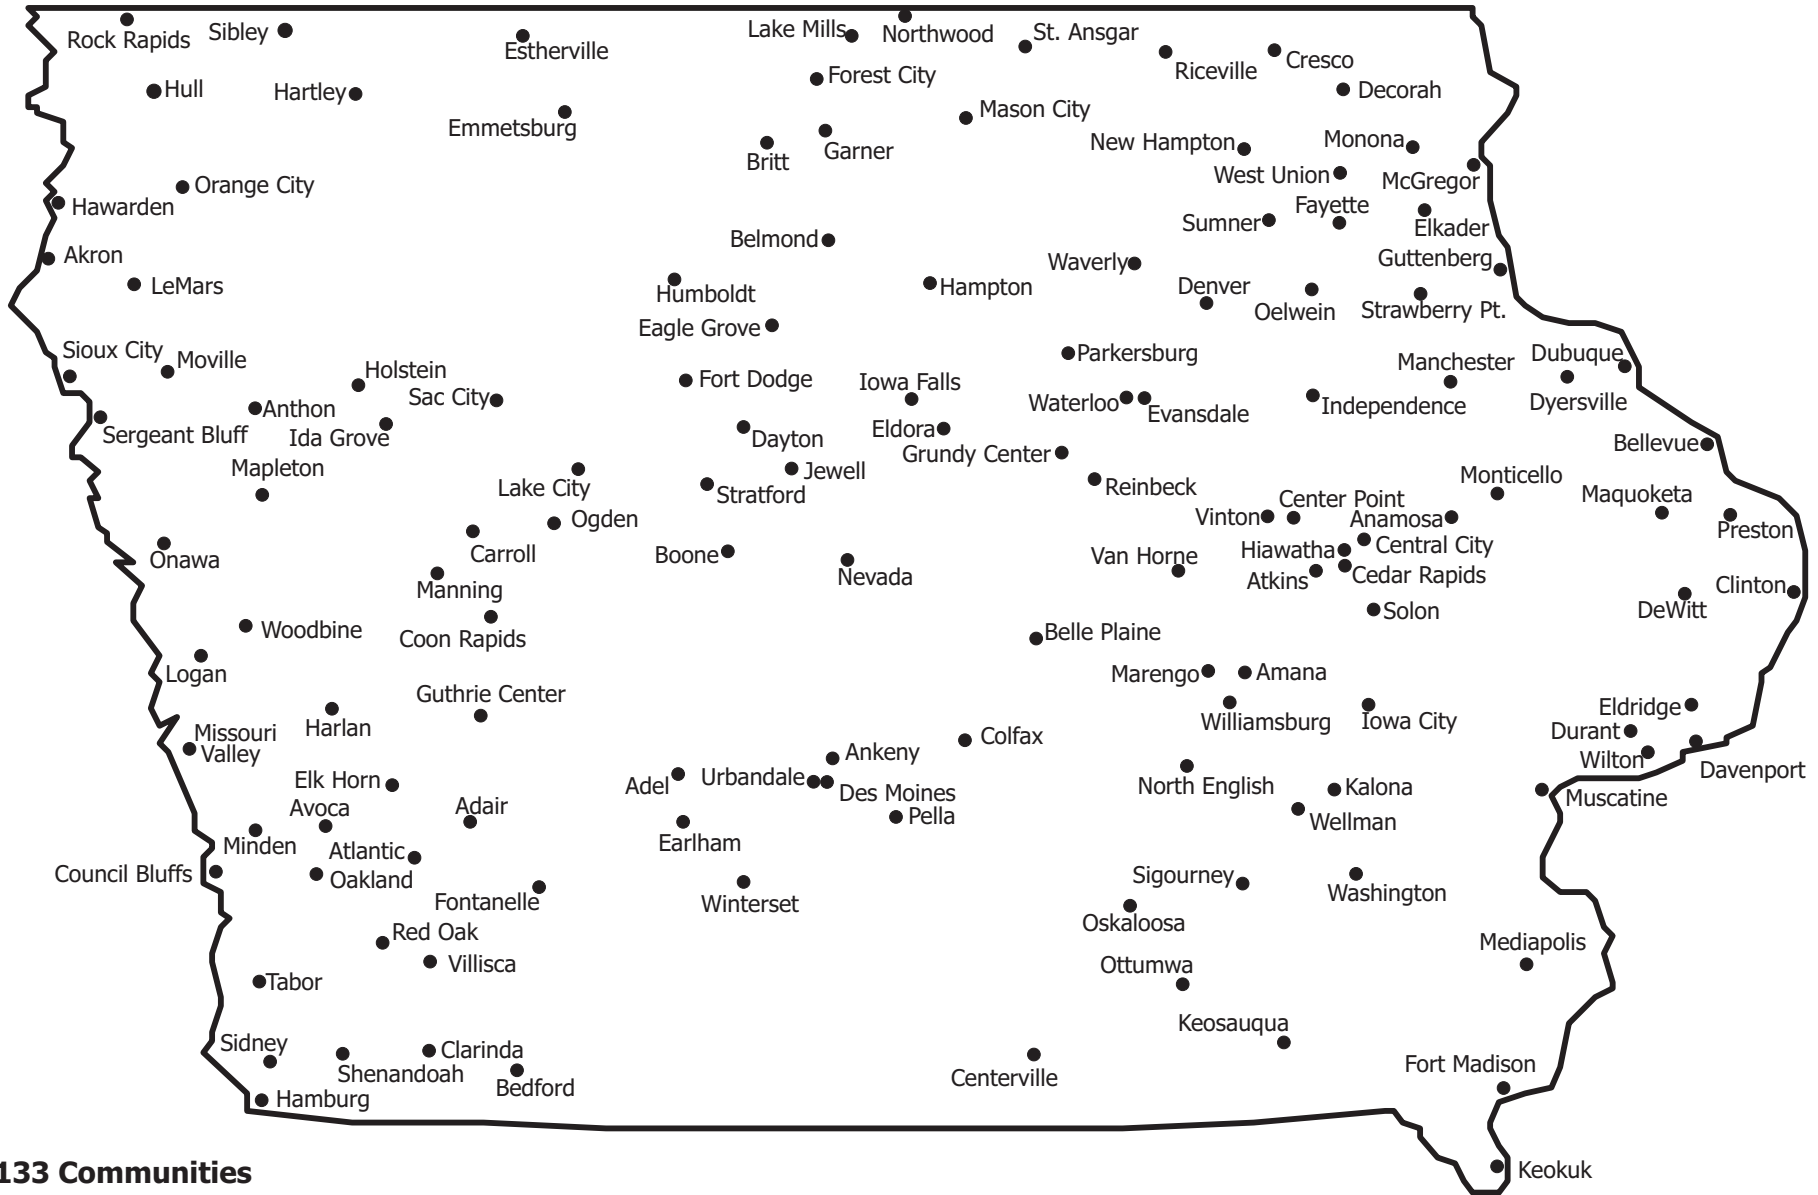 Rock Rapids
Sibley
Estherville
Lake Mills
Northwood
St. Ansgar
Riceville
Cresco
Forest City
Hull
Hartley
Decorah
Mason City
Emmetsburg
Britt
Garner
New Hampton
Monona
West Union
McGregor
Orange City
Hawarden
Fayette
Sumner
Elkader
Belmond
Akron
Waverly
Guttenberg
LeMars
Humboldt
Hampton
Denver
Oelwein
Strawberry Pt.
Eagle Grove
Sioux City
Moville
Parkersburg
Dubuque
Manchester
Holstein
Sac City
Fort Dodge
Iowa Falls
Waterloo
Evansdale
Independence
Dyersville
Anthon
Sergeant Bluff
Ida Grove
Dayton
Eldora
Bellevue
Grundy Center
Mapleton
Jewell
Lake City
Stratford
Reinbeck
Monticello
Center Point
Maquoketa
Vinton
Anamosa
Preston
Ogden
Carroll
Boone
Nevada
Onawa
Van Horne
Hiawatha
Central City
Atkins
Cedar Rapids
Clinton
Manning
DeWitt
Solon
Woodbine
Coon Rapids
Belle Plaine
Logan
Marengo
Amana
Guthrie Center
Eldridge
Harlan
Williamsburg
Iowa City
Missouri
Valley
Colfax
Durant
Ankeny
Wilton
Davenport
Elk Horn
Adel
Urbandale
Des Moines
North English
Kalona
Muscatine
Avoca
Adair
Pella
Wellman
Minden
Atlantic
Earlham
Council Bluffs
Oakland
Sigourney
Washington
Fontanelle
Winterset
Oskaloosa
Red Oak
Mediapolis
Villisca
Ottumwa
Tabor
Keosauqua
Sidney
Clarinda
Fort Madison
Shenandoah
Bedford
Centerville
Hamburg
Keokuk
133 Communities